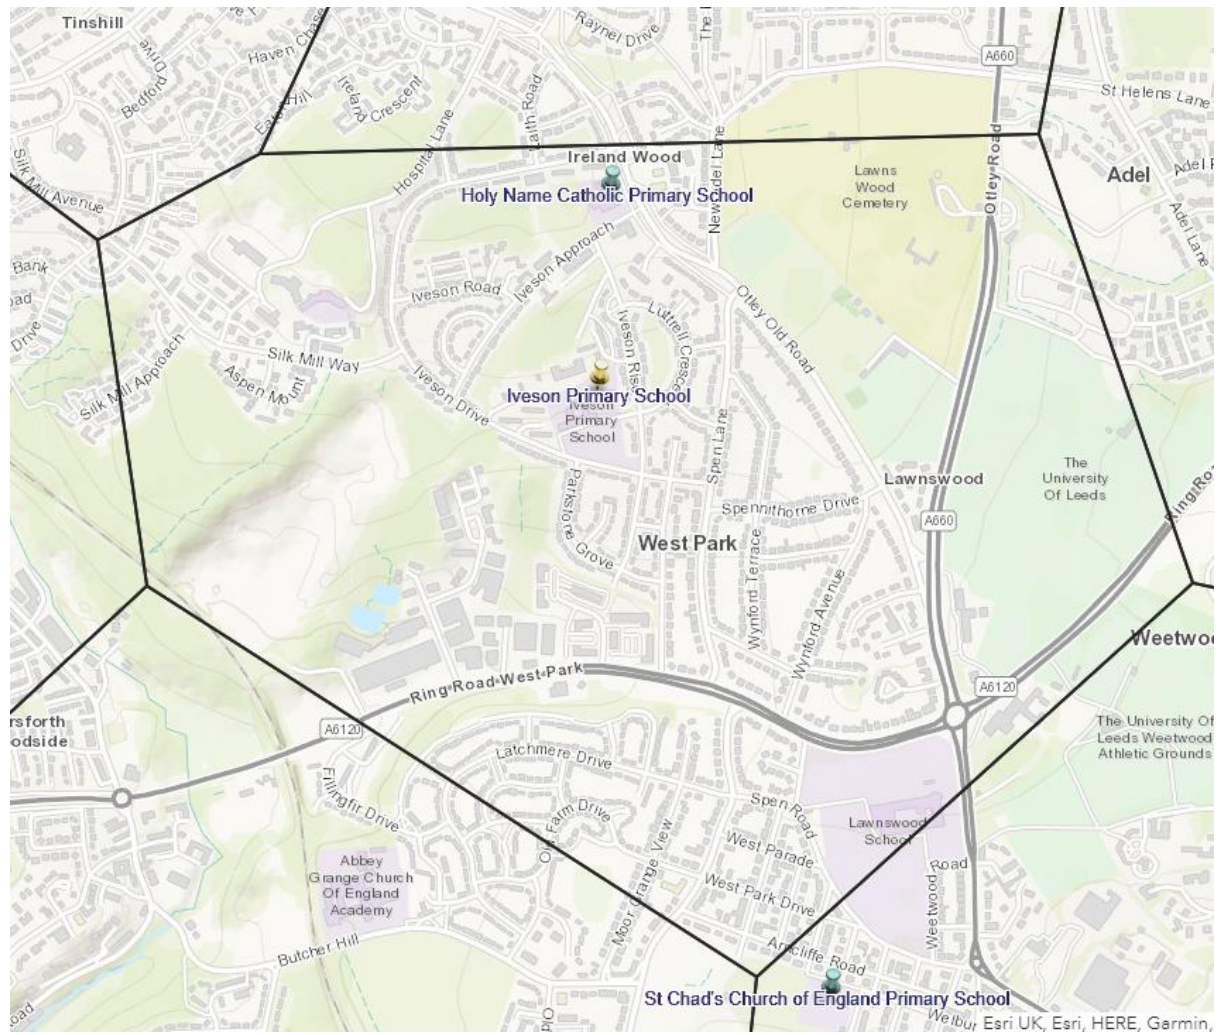 Tinshill
Raynel Drive
A660
Bedford
Drive
Haven Chase
Ireland
Crescent
St Helens Lane
Hospital Lane
Otley Road
Silk Mill Avenue
Ireland Wood
New Adel Lane
Lawns
Wood
Cemetery
Adel
Holy Name Catholic Primary School
Adel Lane
Bank
Iveson Approach
Iveson Road
Otley Old Road
Drive
Silk Mill Approach
Silk Mill Way
Aspen Mount
Iveson Drive
Iveson Primary School
Iveson
Primary
School
Spen Lane
Lawnswood
The
University
Of Leeds
Parkstone
Grove
Spennithorne Drive
A660
West Park
Wynford Terrace
Wynford Avenue
Ring Road West Park
A6120
A6120
The University Of
Leeds Weetwood
Athletic Grounds
Latchmere Drive
Fillingfir Drive
Old Farm Drive
Spen Road
Lawnswood
School
West Parade
Road
West Park Drive
Moor Grange View
Weetwood
Abbey
Grange Church
Of England
Academy
Butcher Hill
Arncliffe Road
St Chad's Church of England Primary School
Old
Road
Esri UK, Esri, HERE, Garmin